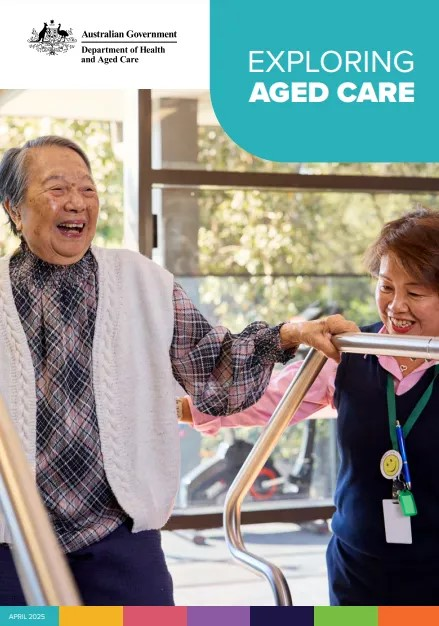 Australian Government
Department of Health
and Aged Care
EXPLORING
AGED CARE
APRIL 2025